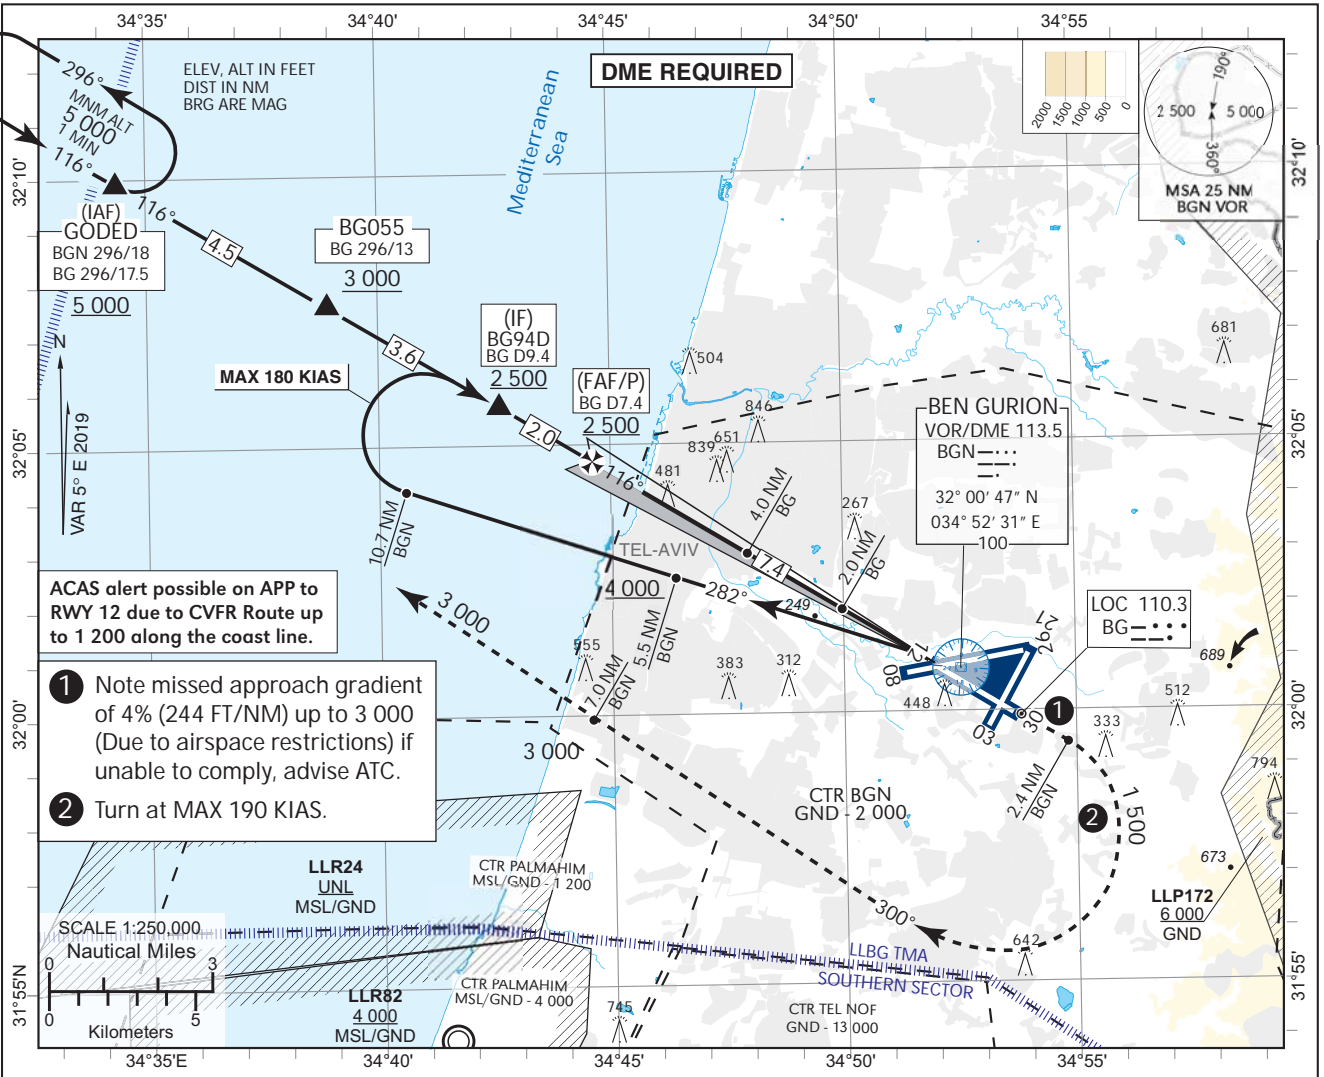 34°35'
34°40'
34°45'
34°50'
34°55'
296°
MNM ALT
5 000
1 MIN
116°
ELEV, ALT IN FEET
DIST IN NM
BRG ARE MAG
Mediterranean
Sea
DME REQUIRED
2000
1500
1000
500
0
190°
2 500
5 000
360°
MSA 25 NM
BGN VOR
32°10'
32°10'
(IAF)
GODED
BGN 296/18
BG 296/17.5
5 000
116°
4.5
BG055
BG 296/13
3 000
3.6
(IF)
BG94D
BG D9.4
2 500
(FAF/P)
BG D7.4
2 500
MAX 180 KIAS
2.0
116°
N
VAR 5° E 2019
32°05'
32°05'
504
846
839
651
481
267
681
BEN GURION
VOR/DME 113.5
BGN
32° 00' 47" N
034° 52' 31" E
100
4.0 NM
BG
2.0 NM
BG
7.4
10.7 NM
BGN
TEL-AVIV
4 000
282°
249
5.5 NM
BGN
3 000
ACAS alert possible on APP to
RWY 12 due to CVFR Route up
to 1 200 along the coast line.
LOC 110.3
BG
12
26
21
08
03
30
448
689
512
333
794
555
383
312
7.0 NM
BGN
32°00'
32°00'
1 Note missed approach gradient
of 4% (244 FT/NM) up to 3 000
(Due to airspace restrictions) if
unable to comply, advise ATC.
2 Turn at MAX 190 KIAS.
1
2
2.4 NM
BGN
1 500
3 000
CTR BGN
GND - 2 000
300°
642
673
LLP172
6 000
GND
LLR24
UNL
MSL/GND
CTR PALMAHIM
MSL/GND - 1 200
SCALE 1:250,000
Nautical Miles
0
3
0
5
Kilometers
LLR82
4 000
MSL/GND
CTR PALMAHIM
MSL/GND - 4 000
745
LLBG TMA
SOUTHERN SECTOR
CTR TEL NOF
GND - 13 000
31°55'N
31°55'
34°35'E
34°40'
34°45'
34°50'
34°55'